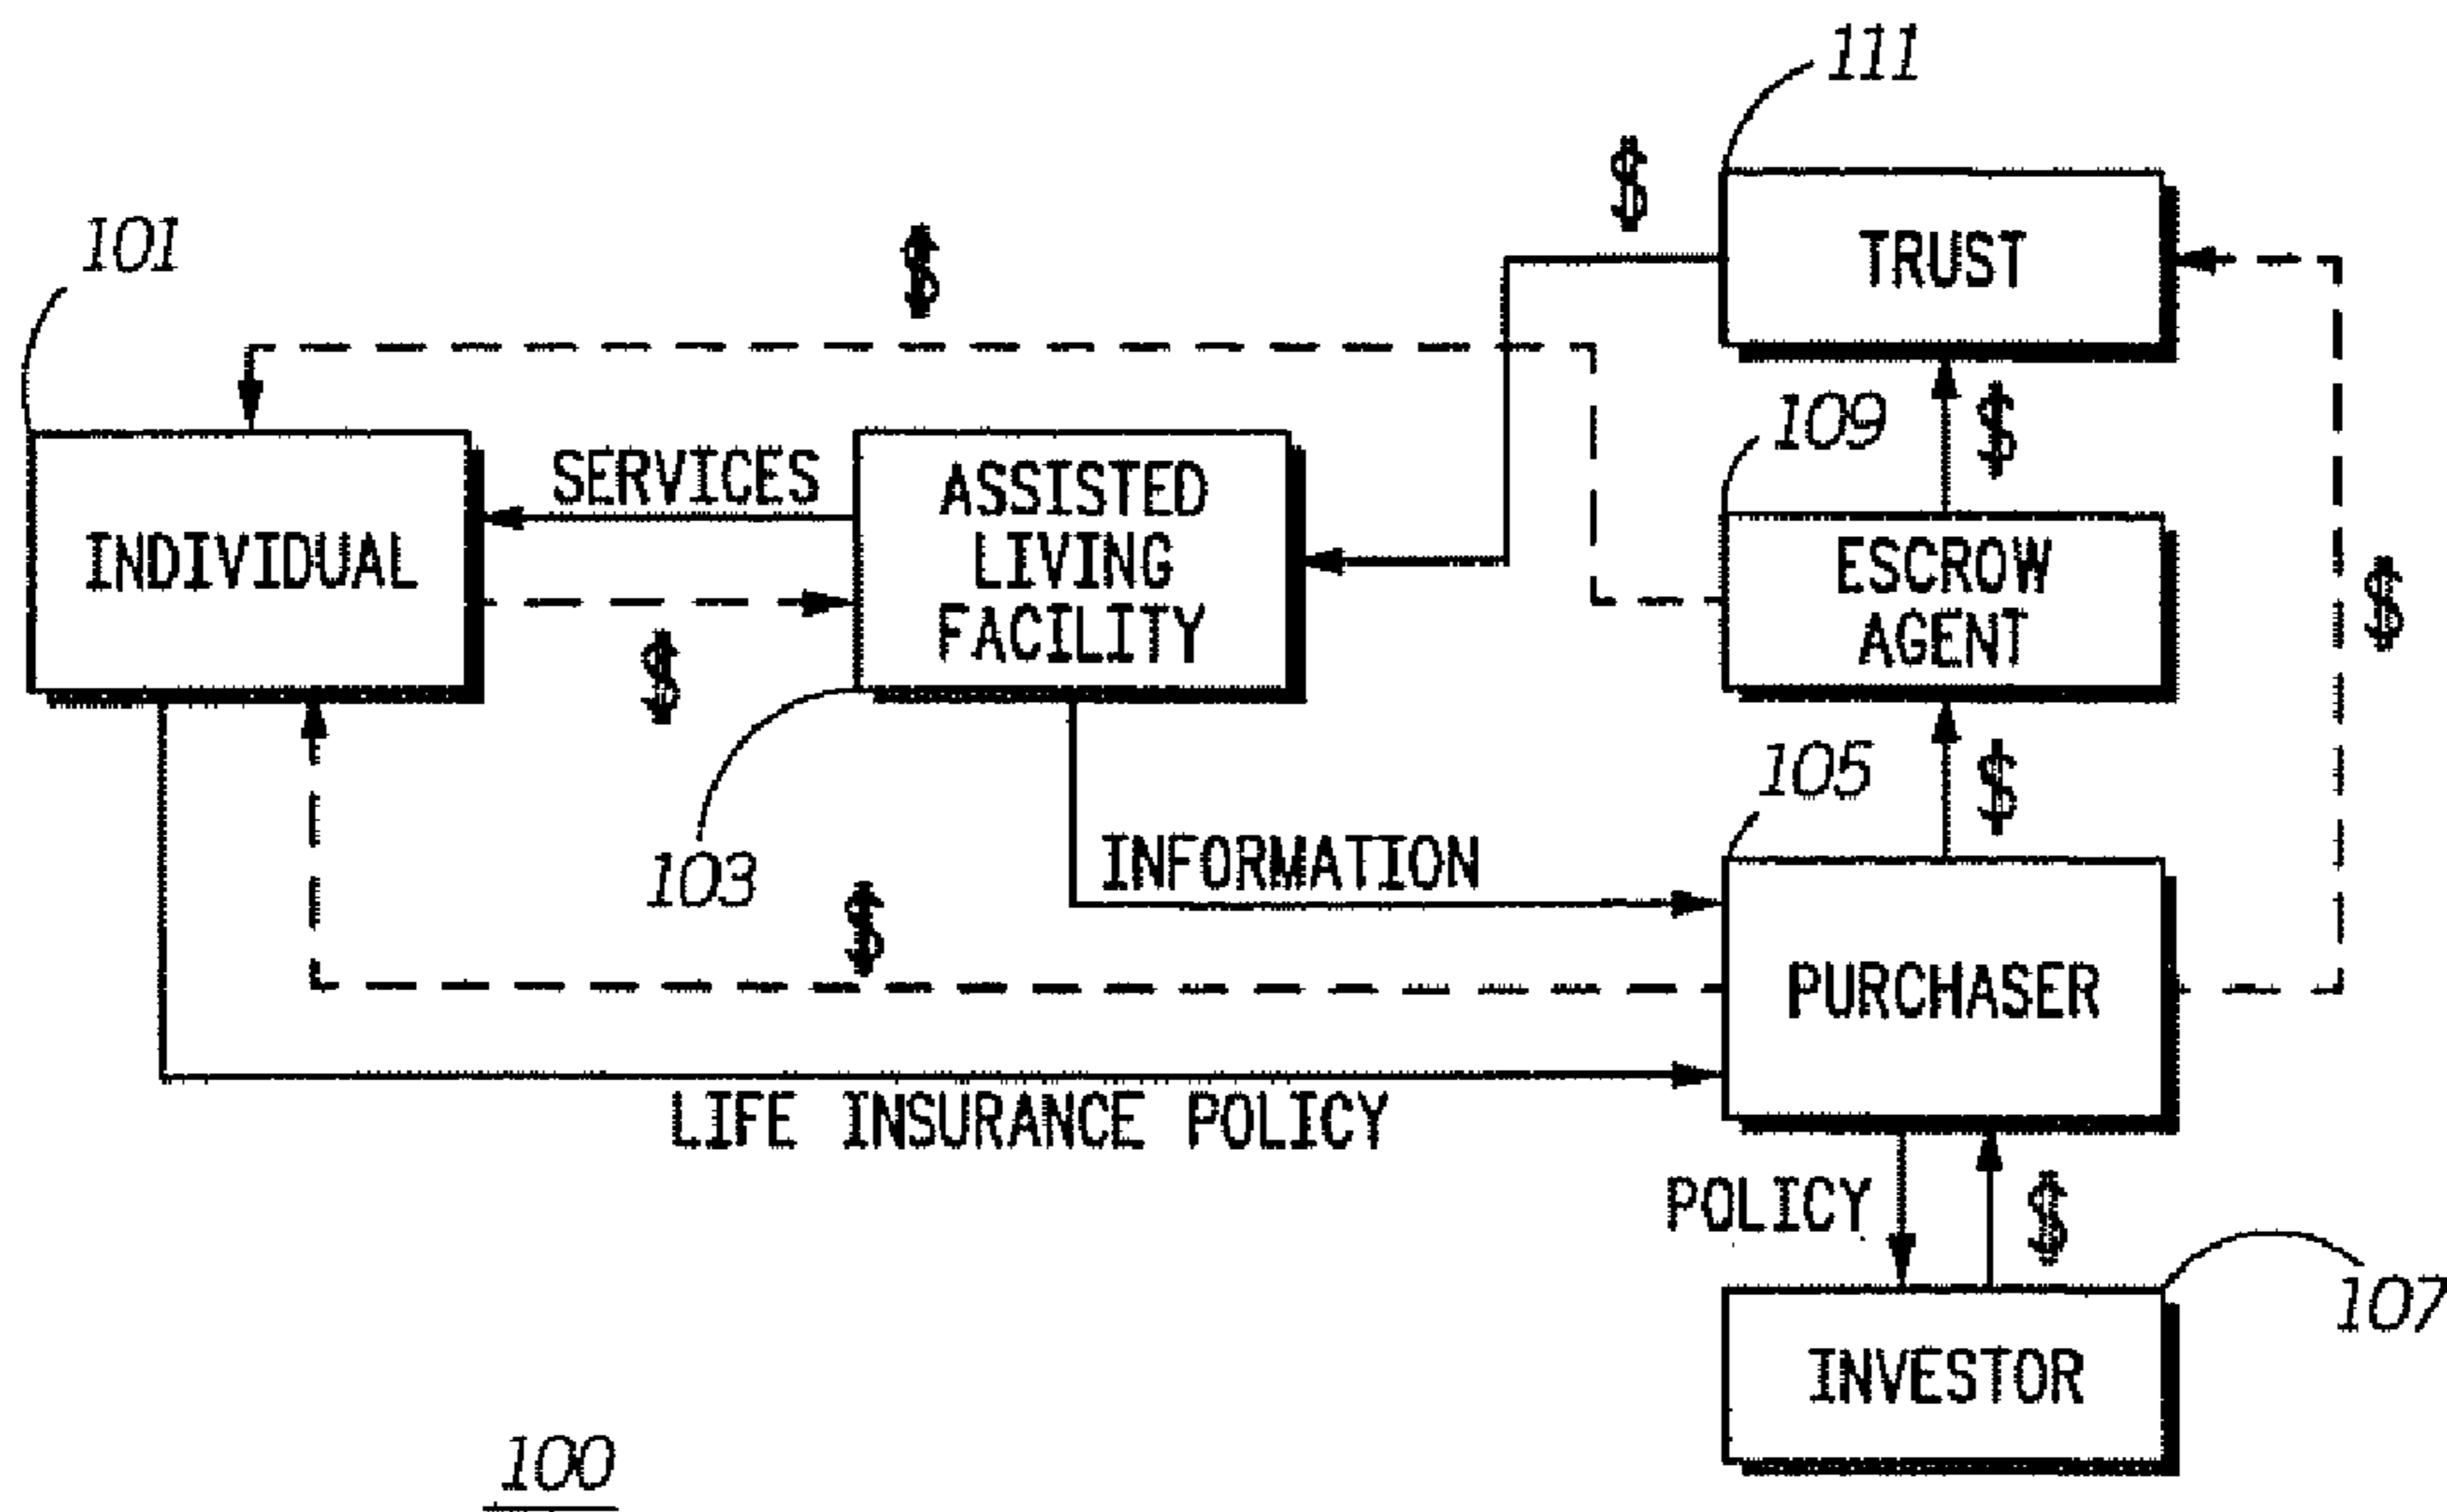 111
$
TRUST
101
$
109
$
INDIVIDUAL
SERVICES
ASSISTED
LIVING
FACILITY
ESCROW
AGENT
$
$
105
$
103
INFORMATION
$
PURCHASER
LIFE INSURANCE POLICY
POLICY
$
107
INVESTOR
100